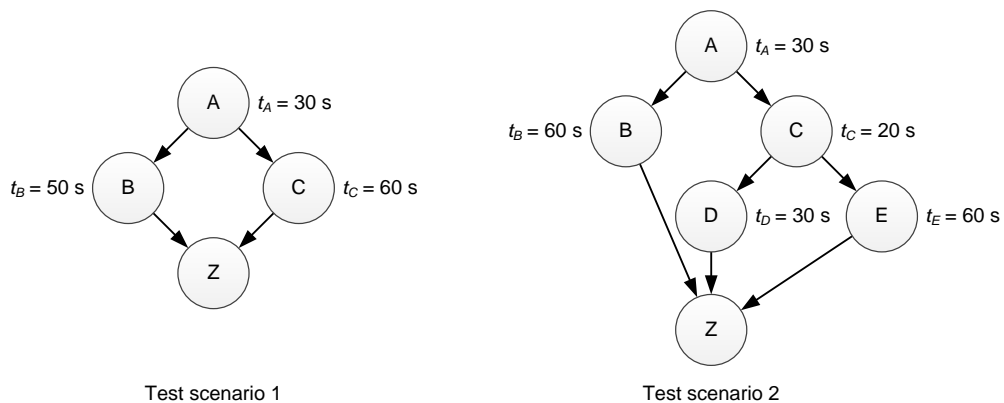 A
t_A = 30 s
t_B = 50 s
B
C
t_C = 60 s
Z
Test scenario 1
A
t_A = 30 s
t_B = 60 s
B
C
t_C = 20 s
D
t_D = 30 s
E
t_E = 60 s
Z
Test scenario 2